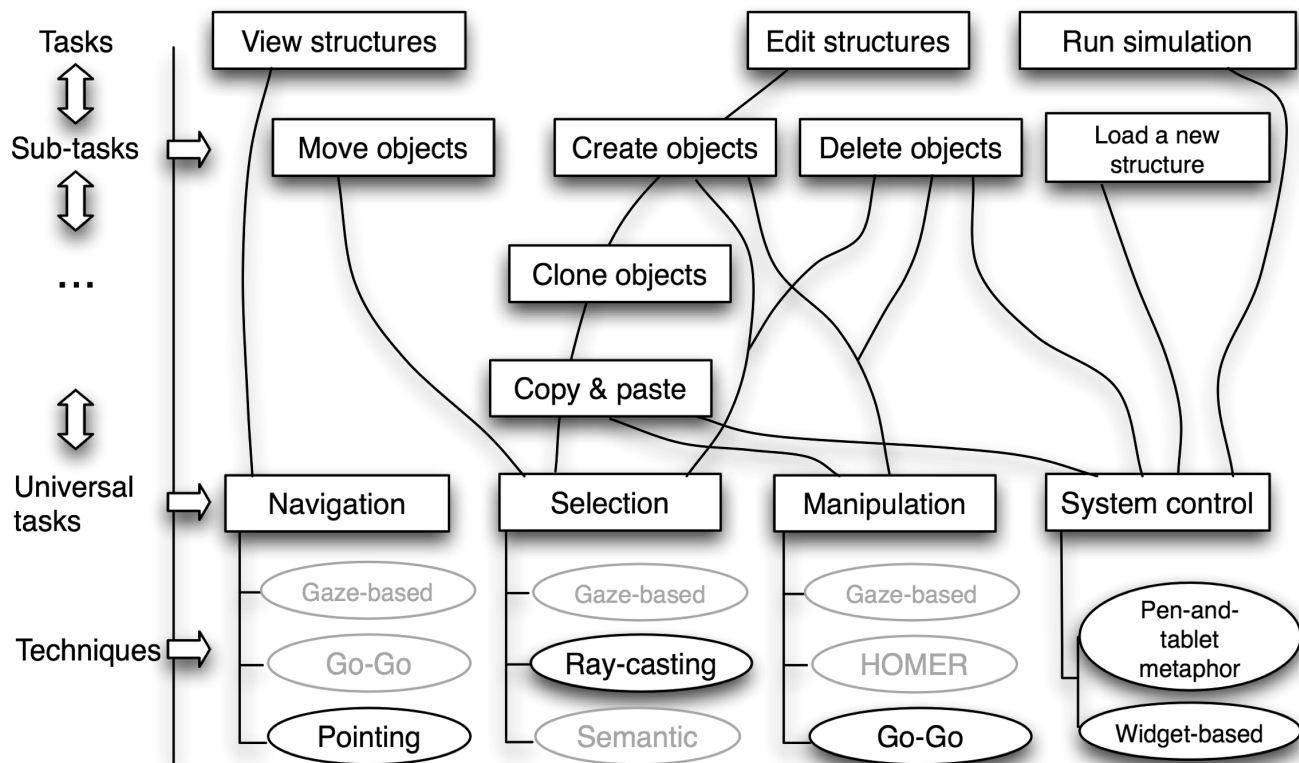 Tasks
View structures
Edit structures
Run simulation
Sub-tasks
Move objects
Create objects
Delete objects
Load a new
structure
...
Clone objects
Copy & paste
Universal
tasks
Navigation
Selection
Manipulation
System control
Techniques
Gaze-based
Go-Go
Pointing
Gaze-based
Ray-casting
Semantic
Gaze-based
HOMER
Go-Go
Pen-and-
tablet
metaphor
Widget-based